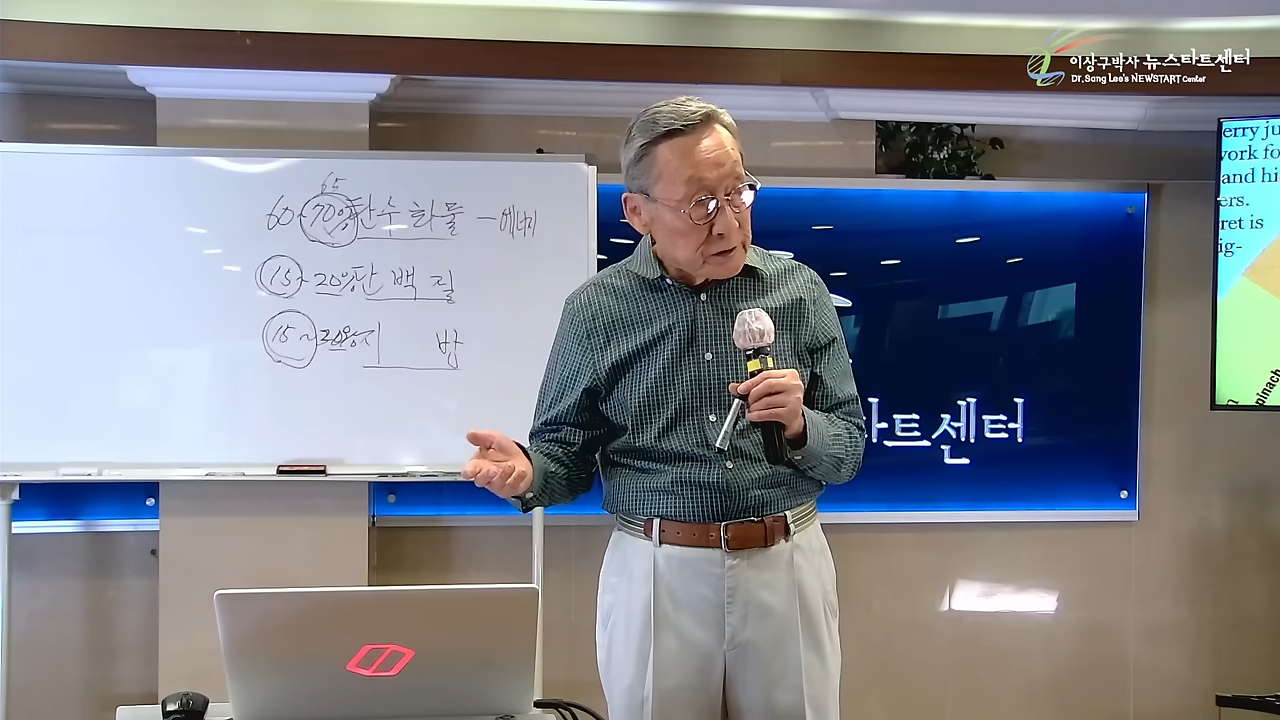 이상구박사 뉴스타트센터
Dr. Sang Lee's NEWSTART Center
65
60~70% 탄수화물 — 에너지
15~20% 단백질
15~20% 지 방
타트센터
erry ju
work fo
and hi
ers.
ret is
ig-
pinach